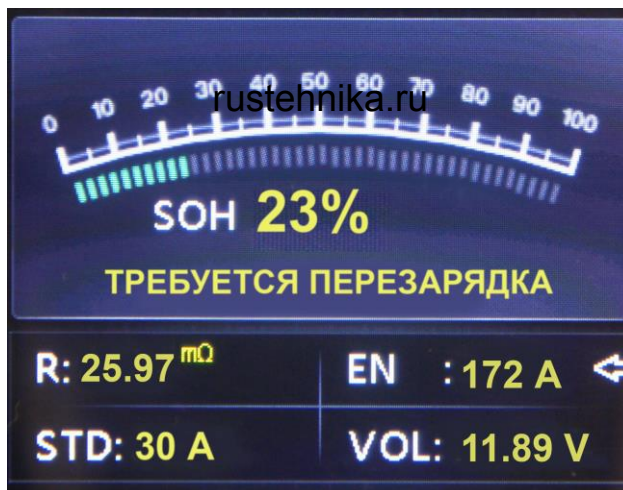 0 10 20 30 40 50 60 70 80 90 100
rustehnika.ru
SOH 23%
ТРЕБУЕТСЯ ПЕРЕЗАРЯДКА
R: 25.97 mΩ
EN : 172 A
STD: 30 A
VOL: 11.89 V